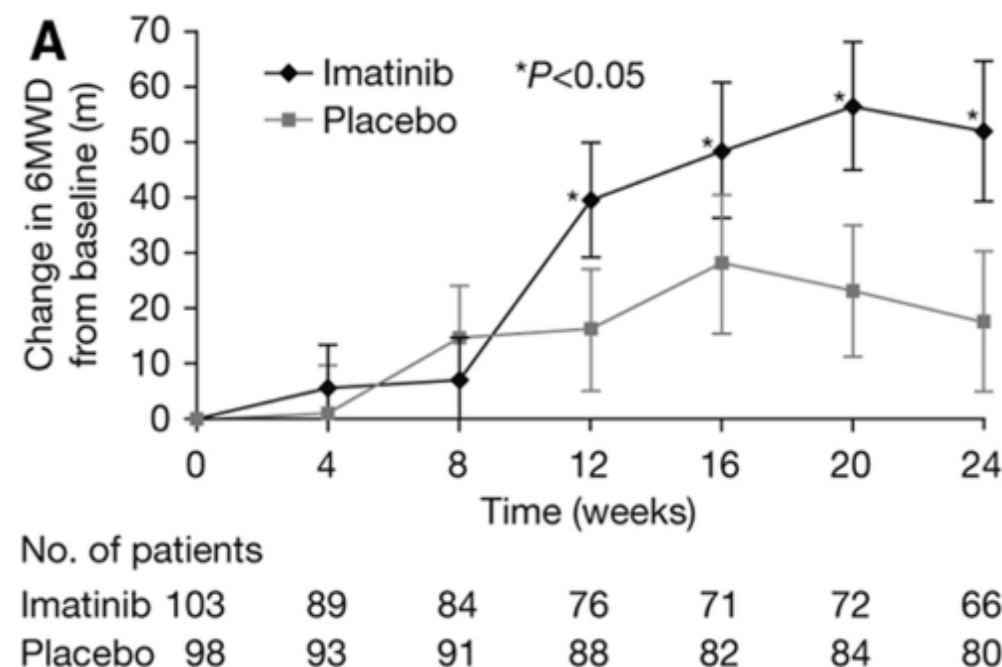 A
Change in 6MWD
from baseline (m)
70
60
50
40
30
20
10
0
Imatinib
Placebo
*P<0.05
* * * *
0 4 8 12 16 20 24
Time (weeks)
No. of patients
Imatinib 103 89 84 76 71 72 66
Placebo 98 93 91 88 82 84 80